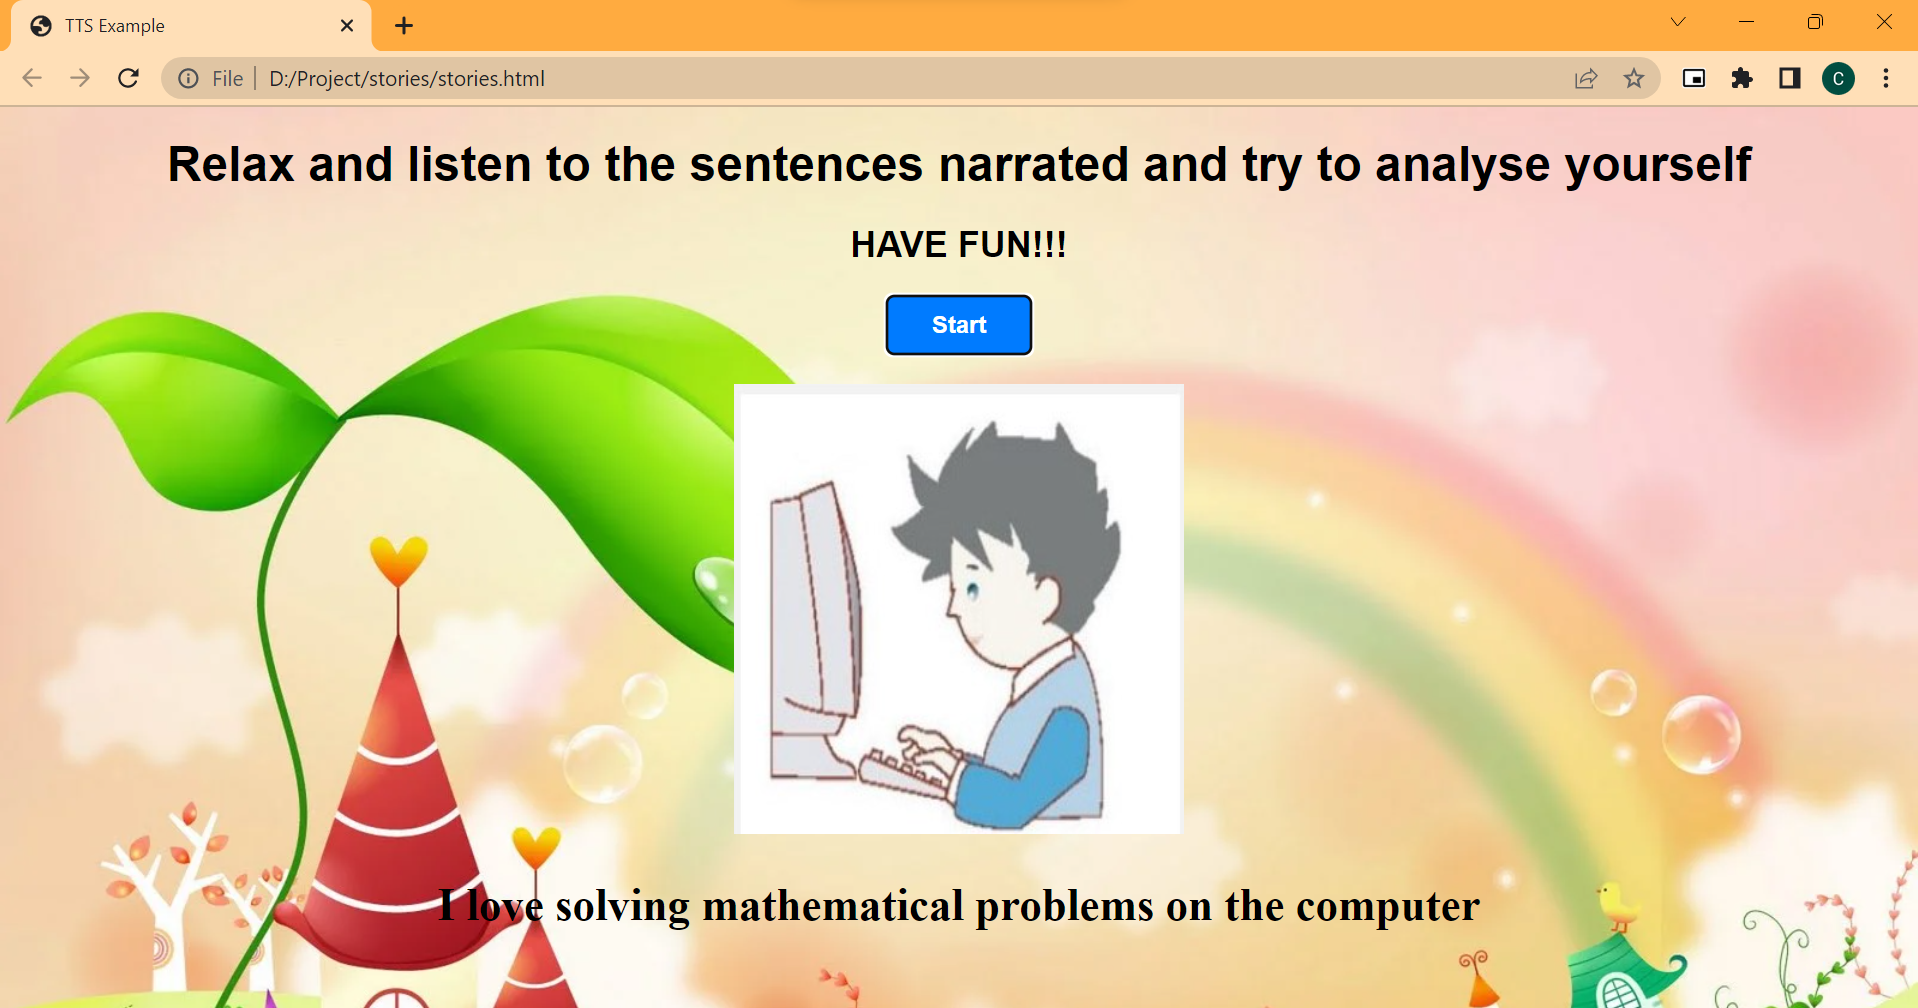 TTS Example
File
D:/Project/stories/stories.html
C
Relax and listen to the sentences narrated and try to analyse yourself
HAVE FUN!!!
Start
I love solving mathematical problems on the computer